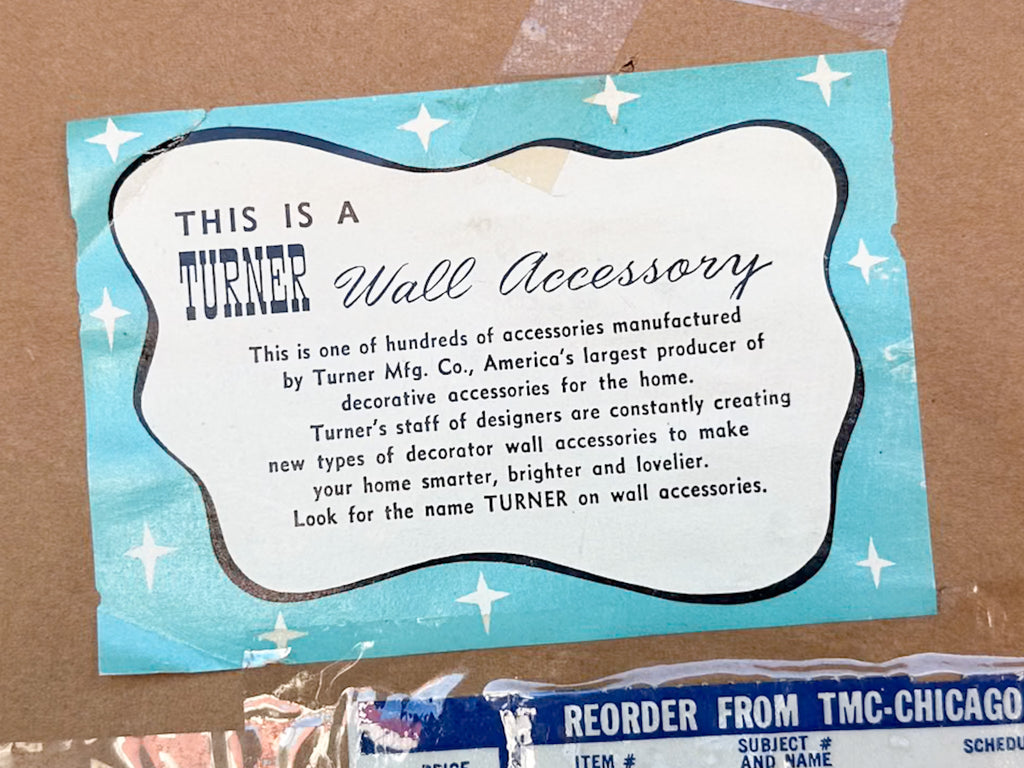 THIS IS A
TURNER Wall Accessory
This is one of hundreds of accessories manufactured
by Turner Mfg. Co., America's largest producer of
decorative accessories for the home.
Turner's staff of designers are constantly creating
new types of decorator wall accessories to make
your home smarter, brighter and lovelier.
Look for the name TURNER on wall accessories.
REORDER FROM TMC-CHICAGO
PRICE ITEM # SUBJECT # SCHEDU
AND NAME